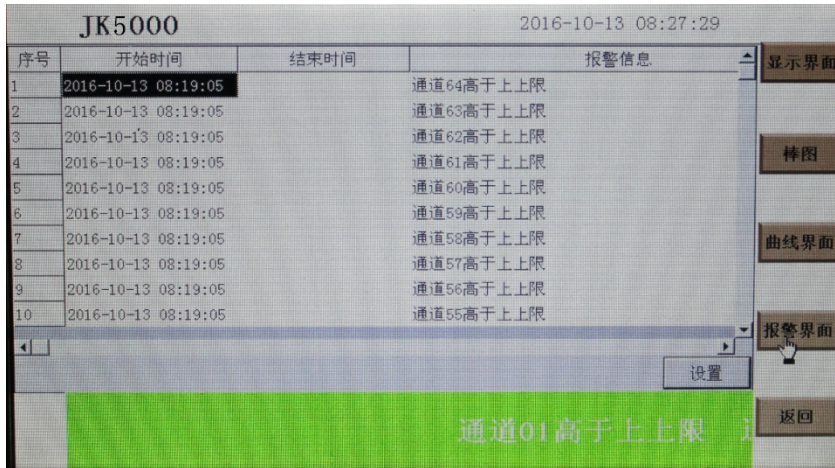 JK5000 2016-10-13 08:27:29
序号 开始时间 结束时间 报警信息
1 2016-10-13 08:19:05 通道64高于上上限
2 2016-10-13 08:19:05 通道63高于上上限
3 2016-10-13 08:19:05 通道62高于上上限
4 2016-10-13 08:19:05 通道61高于上上限
5 2016-10-13 08:19:05 通道60高于上上限
6 2016-10-13 08:19:05 通道59高于上上限
7 2016-10-13 08:19:05 通道58高于上上限
8 2016-10-13 08:19:05 通道57高于上上限
9 2016-10-13 08:19:05 通道56高于上上限
10 2016-10-13 08:19:05 通道55高于上上限
设置
通道01高于上上限
显示界面
棒图
曲线界面
报警界面
返回